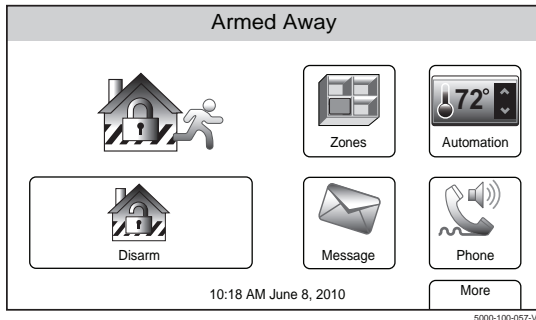 Armed Away
72°
Zones
Automation
Disarm
Message
Phone
10:18 AM June 8, 2010
More
5000-100-057-V